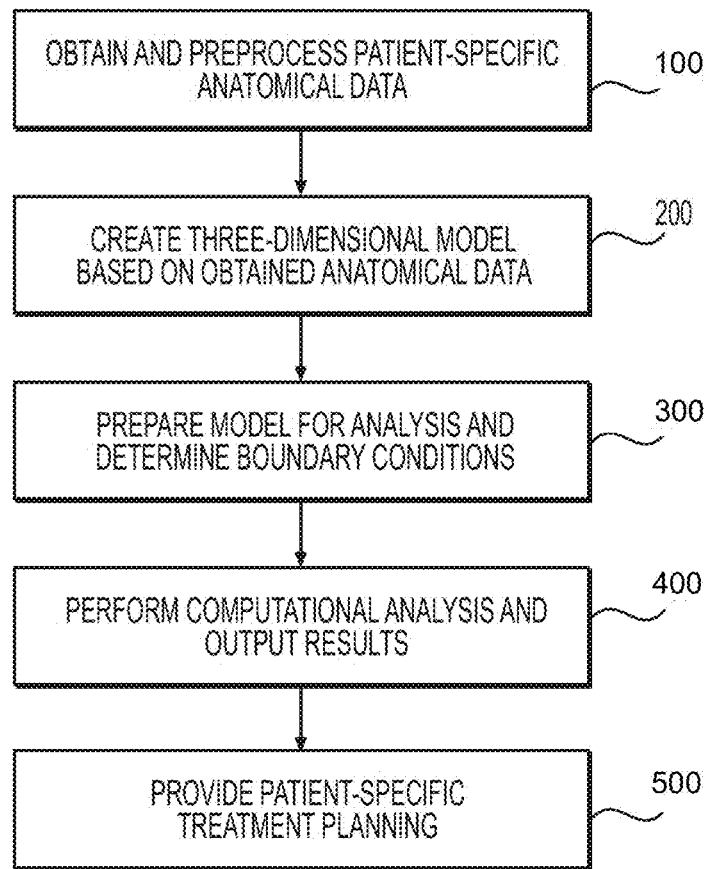 OBTAIN AND PREPROCESS PATIENT-SPECIFIC
ANATOMICAL DATA
100
CREATE THREE-DIMENSIONAL MODEL
BASED ON OBTAINED ANATOMICAL DATA
200
PREPARE MODEL FOR ANALYSIS AND
DETERMINE BOUNDARY CONDITIONS
300
PERFORM COMPUTATIONAL ANALYSIS AND
OUTPUT RESULTS
400
PROVIDE PATIENT-SPECIFIC
TREATMENT PLANNING
500